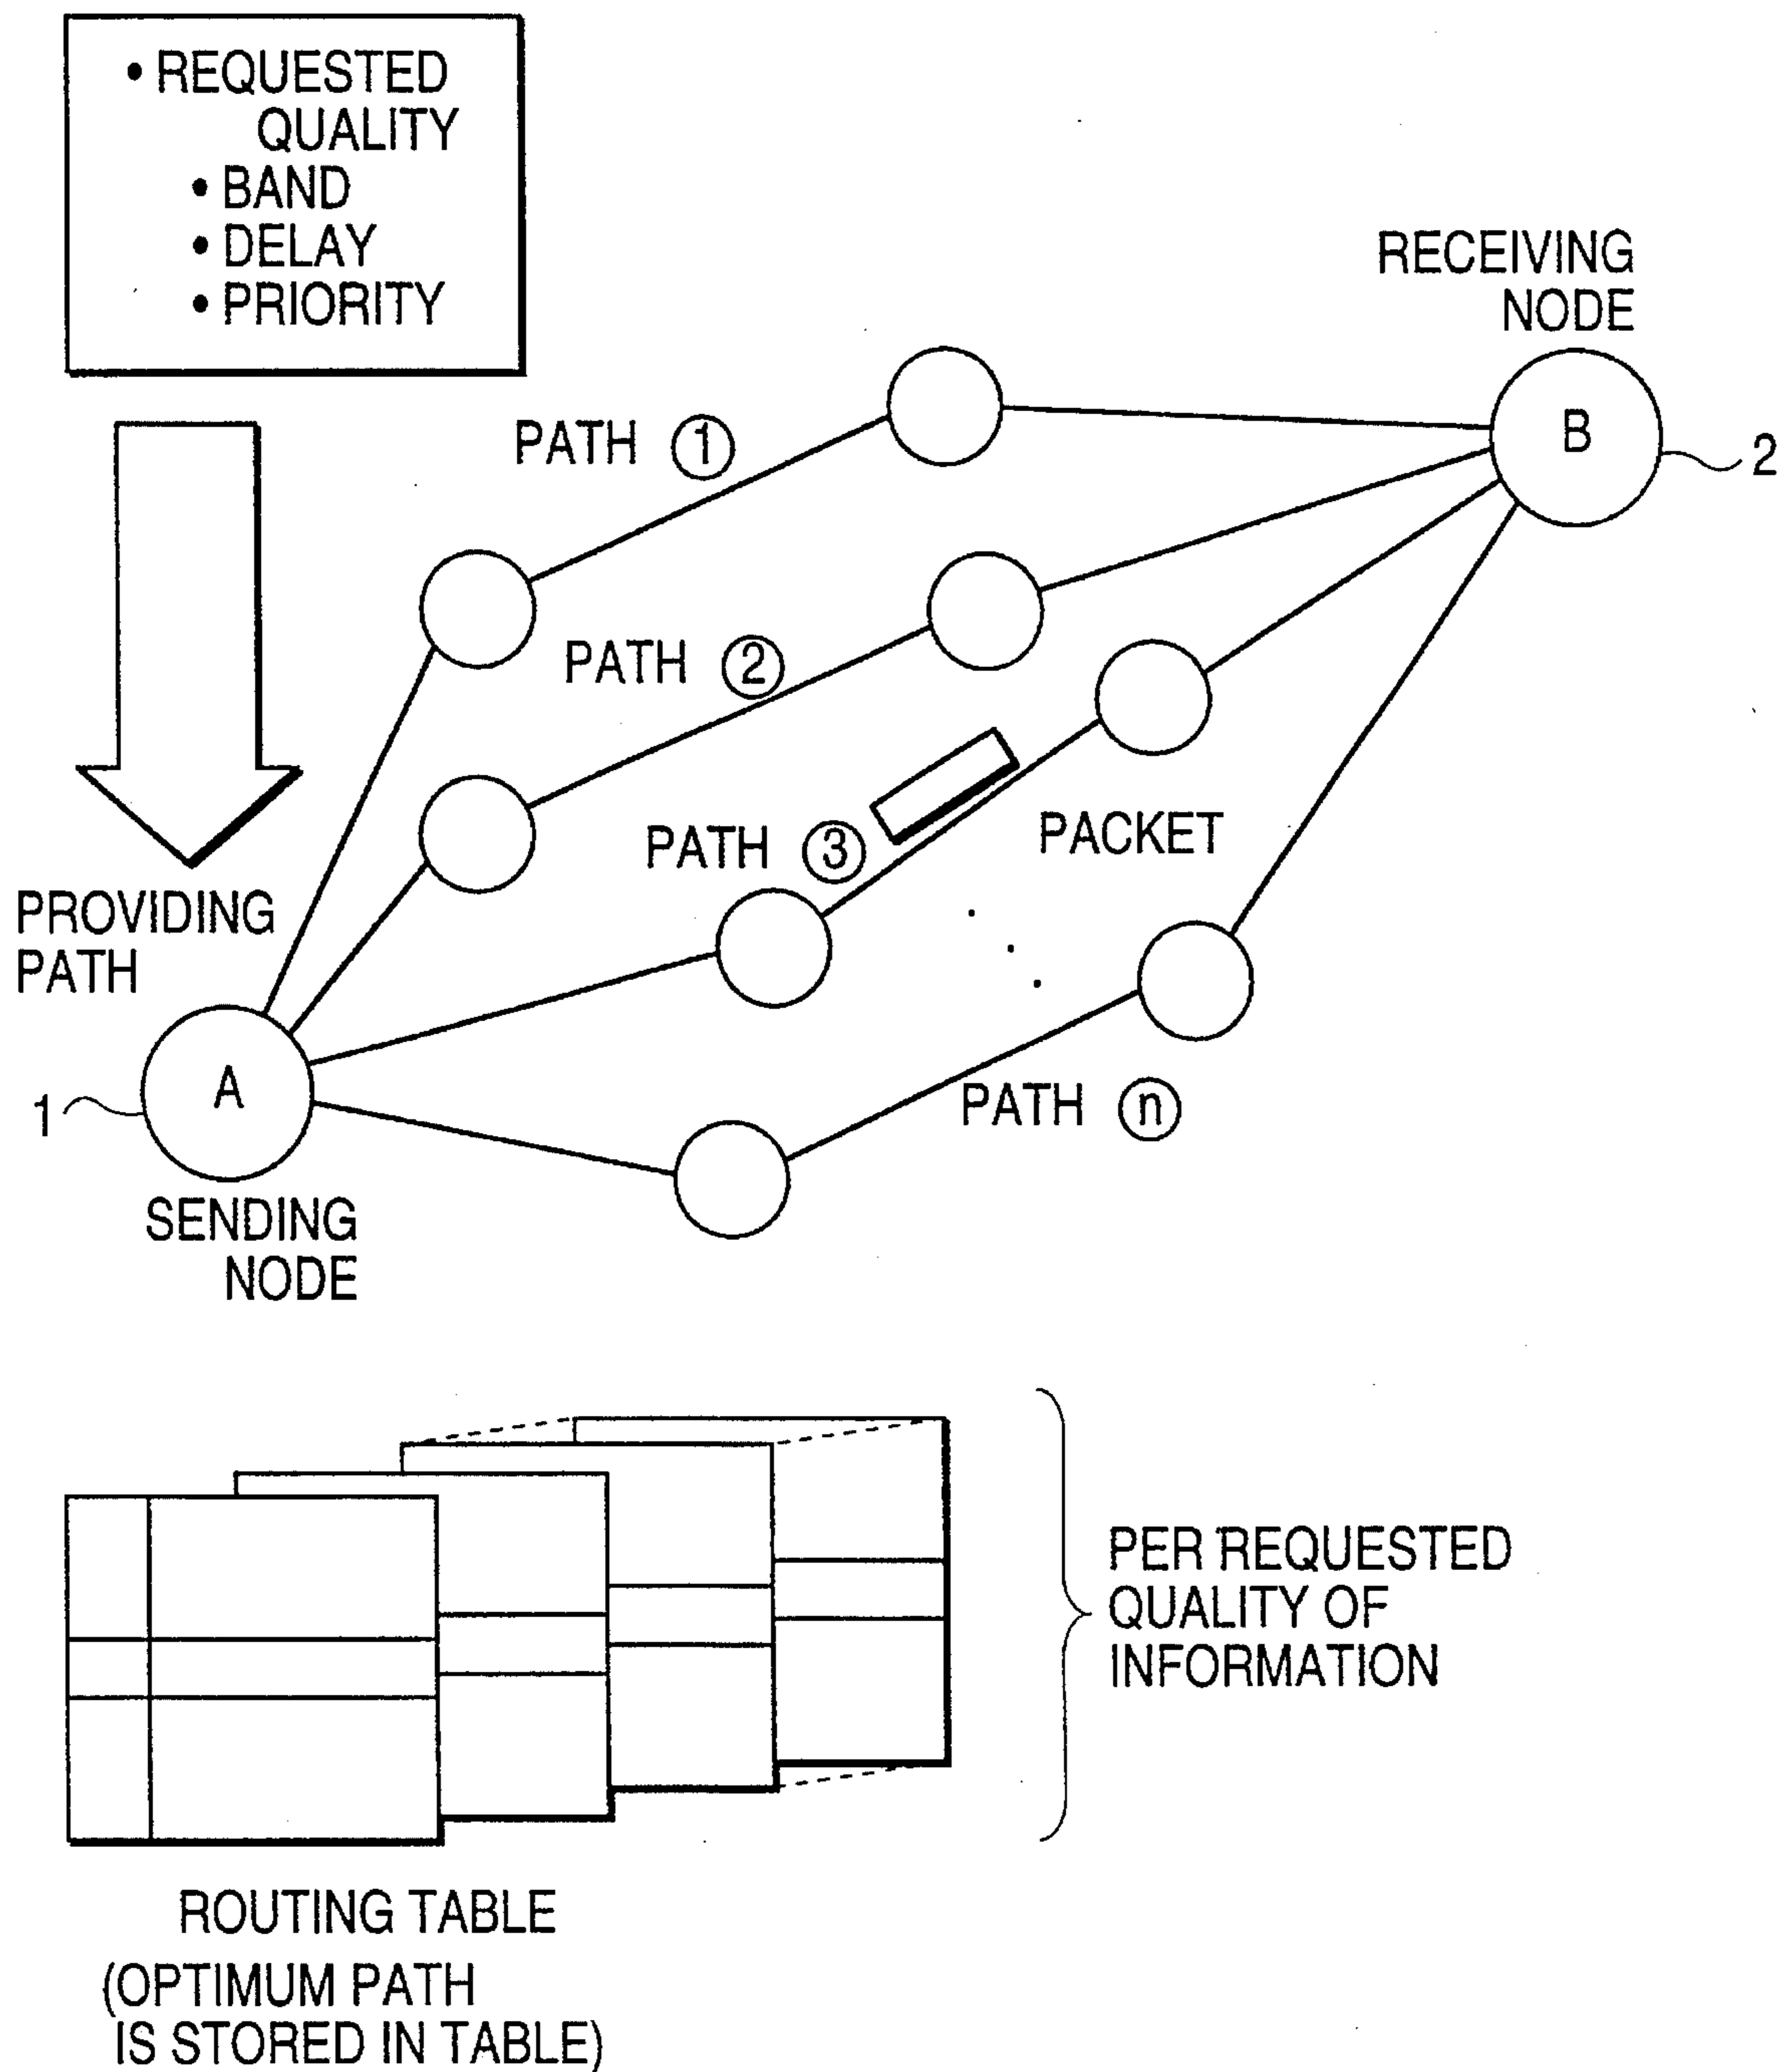 • REQUESTED
QUALITY
• BAND
• DELAY
• PRIORITY
RECEIVING
NODE
PATH ①
B
2
PATH ②
PATH ③
PACKET
PROVIDING
PATH
A
1
PATH ⓝ
SENDING
NODE
PER REQUESTED
QUALITY OF
INFORMATION
ROUTING TABLE
(OPTIMUM PATH
IS STORED IN TABLE)